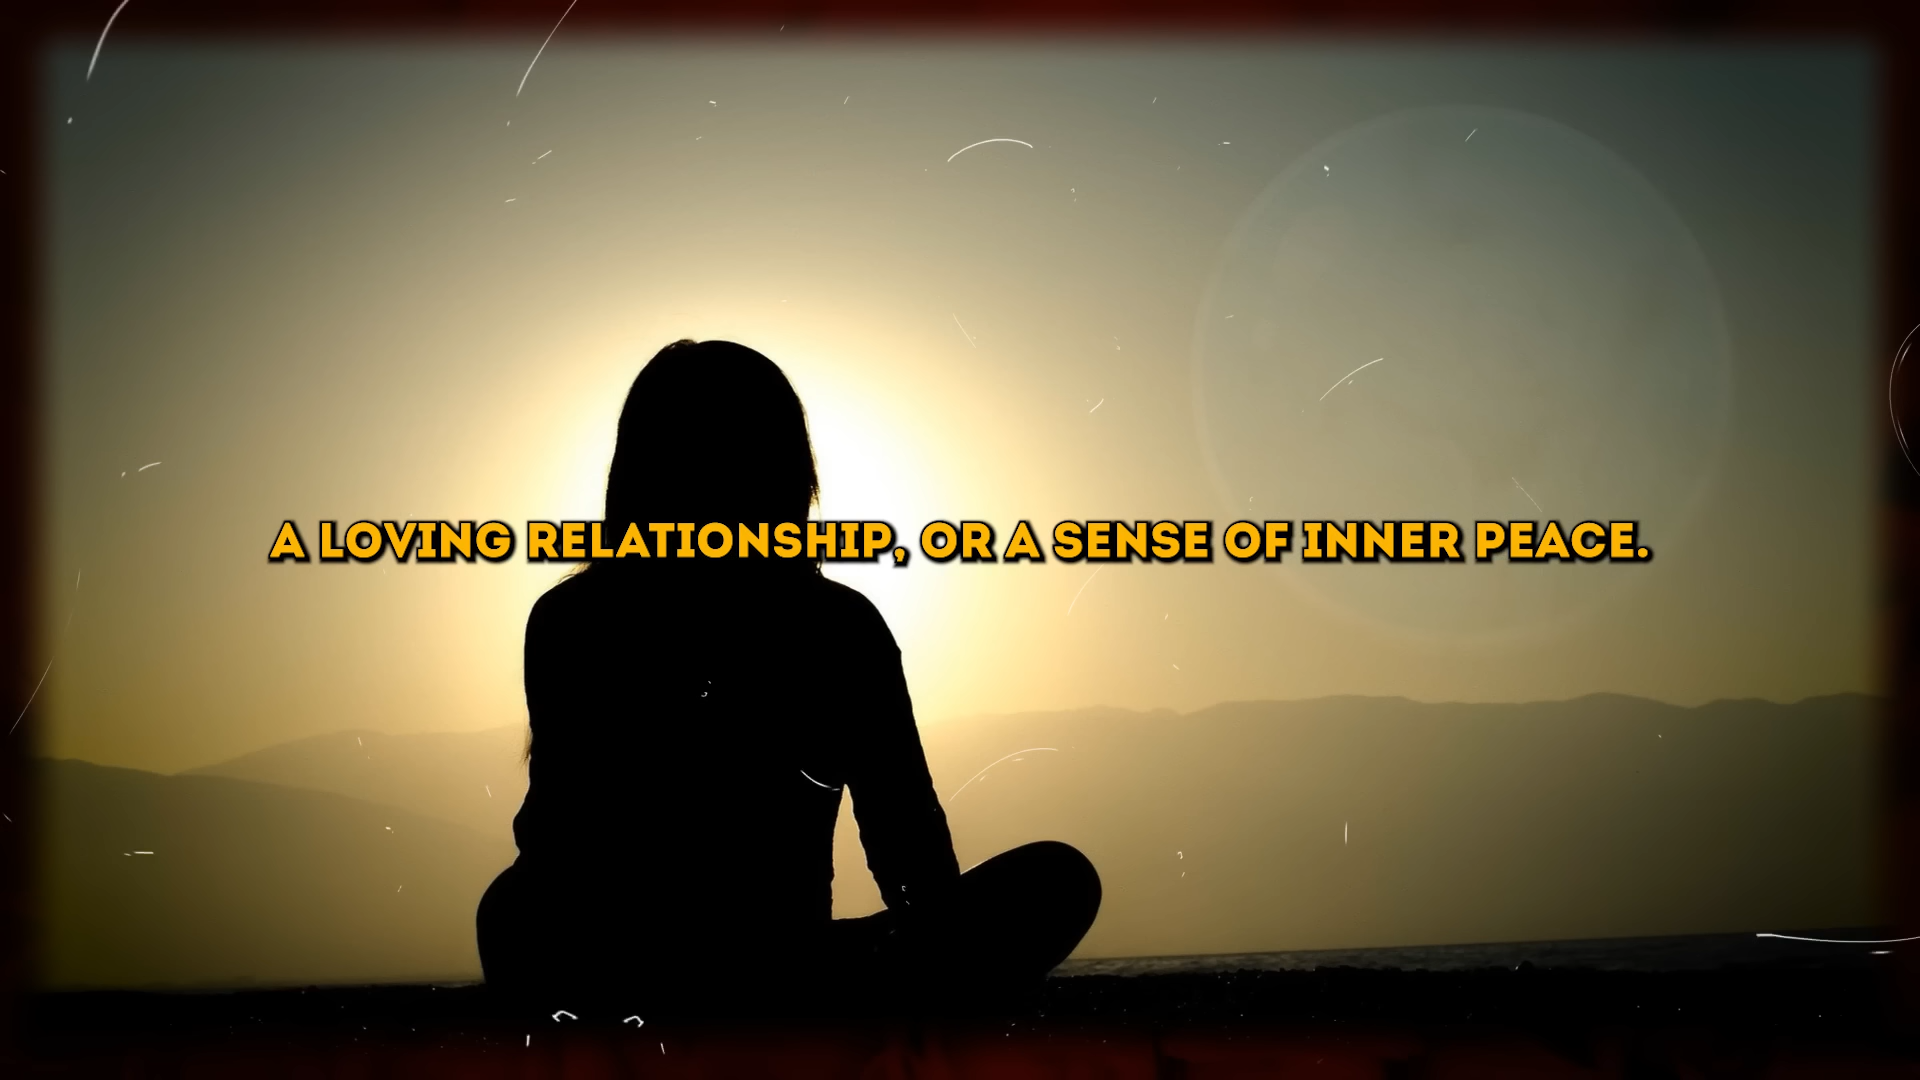 A LOVING RELATIONSHIP, OR A SENSE OF INNER PEACE.